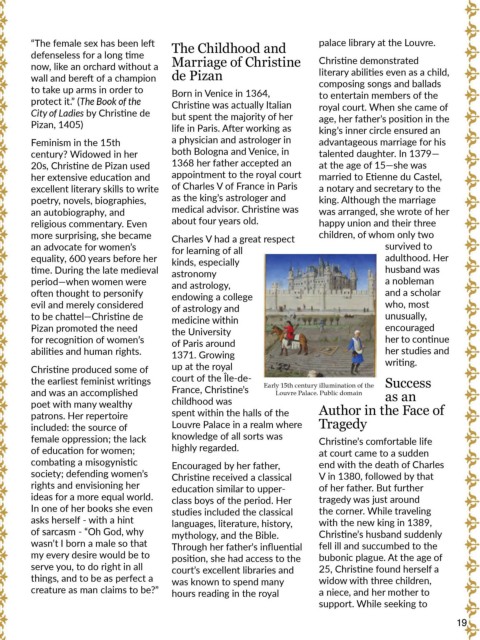 “The female sex has been left
defenseless for a long time
now, like an orchard without a
wall and bereft of a champion
to take up arms in order to
protect it.” (The Book of the
City of Ladies by Christine de
Pizan, 1405)
Feminism in the 15th
century? Widowed in her
20s, Christine de Pizan used
her extensive education and
excellent literary skills to write
poetry, novels, biographies,
an autobiography, and
religious commentary. Even
more surprising, she became
an advocate for women’s
equality, 600 years before her
time. During the late medieval
period—when women were
often thought to personify
evil and merely considered
to be chattel—Christine de
Pizan promoted the need
for recognition of women’s
abilities and human rights.
Christine produced some of
the earliest feminist writings
and was an accomplished
poet with many wealthy
patrons. Her repertoire
included: the source of
female oppression; the lack
of education for women;
combating a misogynistic
society; defending women’s
rights and envisioning her
ideas for a more equal world.
In one of her books she even
asks herself - with a hint
of sarcasm - “Oh God, why
wasn’t I born a male so that
my every desire would be to
serve you, to do right in all
things, and to be as perfect a
creature as man claims to be?”
The Childhood and
Marriage of Christine
de Pizan
Born in Venice in 1364,
Christine was actually Italian
but spent the majority of her
life in Paris. After working as
a physician and astrologer in
both Bologna and Venice, in
1368 her father accepted an
appointment to the royal court
of Charles V of France in Paris
as the king’s astrologer and
medical advisor. Christine was
about four years old.
Charles V had a great respect
for learning of all
kinds, especially
astronomy
and astrology,
endowing a college
of astrology and
medicine within
the University
of Paris around
1371. Growing
up at the royal
court of the Île-de-
France, Christine’s
childhood was
spent within the halls of the
Louvre Palace in a realm where
knowledge of all sorts was
highly regarded.
Encouraged by her father,
Christine received a classical
education similar to upper-
class boys of the period. Her
studies included the classical
languages, literature, history,
mythology, and the Bible.
Through her father’s influential
position, she had access to the
court’s excellent libraries and
was known to spend many
hours reading in the royal
palace library at the Louvre.
Christine demonstrated
literary abilities even as a child,
composing songs and ballads
to entertain members of the
royal court. When she came of
age, her father’s position in the
king’s inner circle ensured an
advantageous marriage for his
talented daughter. In 1379—
at the age of 15—she was
married to Etienne du Castel,
a notary and secretary to the
king. Although the marriage
was arranged, she wrote of her
happy union and their three
children, of whom only two
survived to
adulthood. Her
husband was
a nobleman
and a scholar
who, most
unusually,
encouraged
her to continue
her studies and
writing.
Early 15th century illumination of the
Louvre Palace. Public domain
Success
as an
Author in the Face of
Tragedy
Christine’s comfortable life
at court came to a sudden
end with the death of Charles
V in 1380, followed by that
of her father. But further
tragedy was just around
the corner. While traveling
with the new king in 1389,
Christine’s husband suddenly
fell ill and succumbed to the
bubonic plague. At the age of
25, Christine found herself a
widow with three children,
a niece, and her mother to
support. While seeking to
19